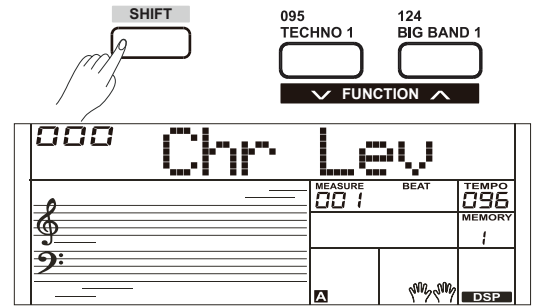 SHIFT
095
TECHNO 1
124
BIG BAND 1
FUNCTION
000 Chr Lev
MEASURE BEAT TEMPO
001 096
MEMORY
1
A DSP